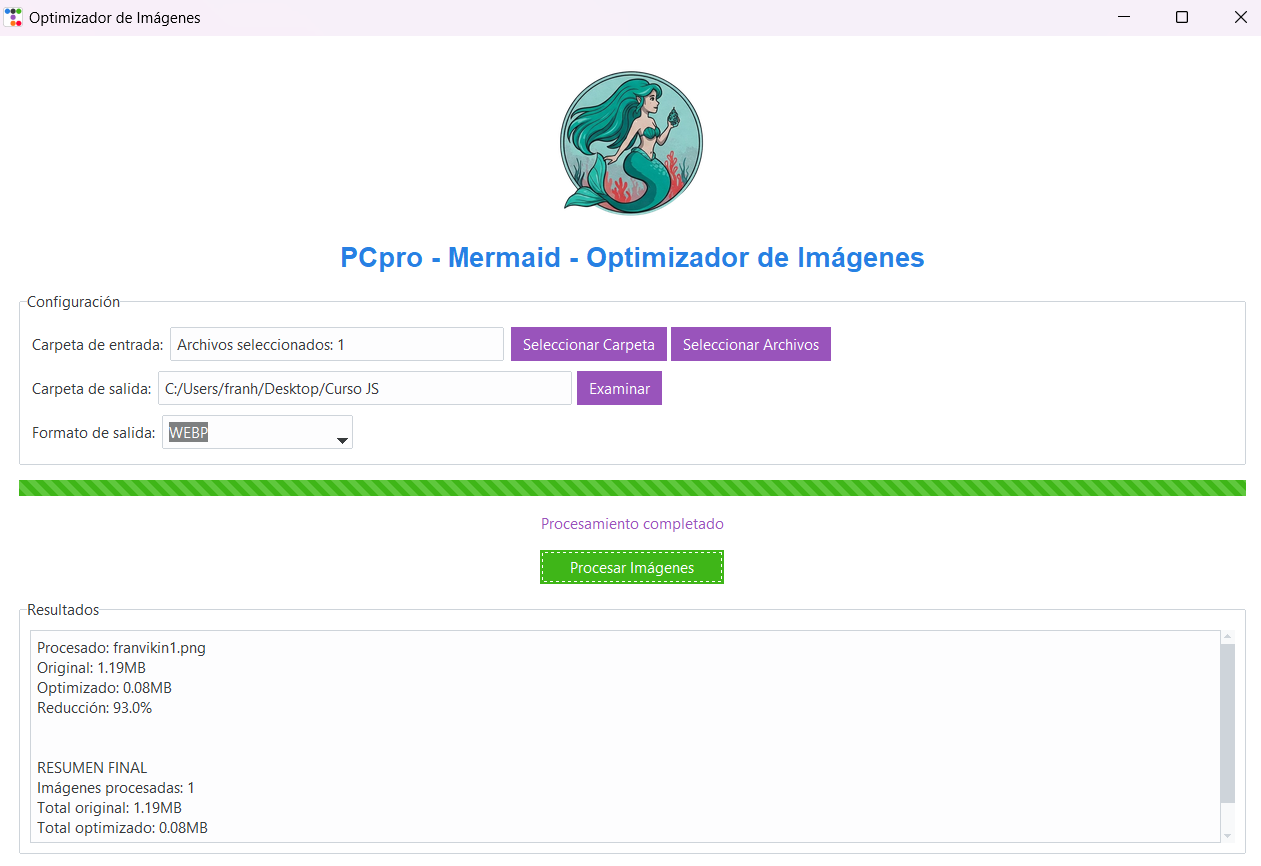 Optimizador de Imágenes
PCpro - Mermaid - Optimizador de Imágenes
Configuración
Carpeta de entrada: Archivos seleccionados: 1 Seleccionar Carpeta Seleccionar Archivos
Carpeta de salida: C:/Users/franh/Desktop/Curso JS Examinar
Formato de salida: WEBP
Procesamiento completado
Procesar Imágenes
Resultados
Procesado: franvikin1.png
Original: 1.19MB
Optimizado: 0.08MB
Reducción: 93.0%
RESUMEN FINAL
Imágenes procesadas: 1
Total original: 1.19MB
Total optimizado: 0.08MB